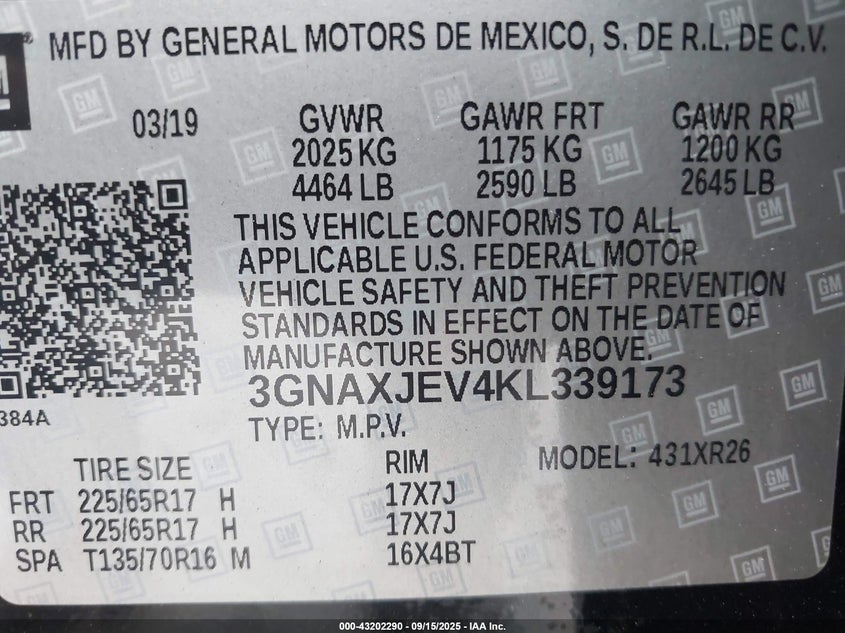 GM MFD BY GENERAL MOTORS DE MEXICO, S. DE R.L. DE C.V.
03/19 GVWR GAWR FRT GAWR RR
2025 KG 1175 KG 1200 KG
4464 LB 2590 LB 2645 LB
THIS VEHICLE CONFORMS TO ALL
APPLICABLE U.S. FEDERAL MOTOR
VEHICLE SAFETY AND THEFT PREVENTION
STANDARDS IN EFFECT ON THE DATE OF
MANUFACTURE SHOWN ABOVE.
3GNAXJEV4KL339173
384A
TYPE: M.P.V.
MODEL: 431XR26
TIRE SIZE RIM
FRT 225/65R17 H 17X7J
RR 225/65R17 H 17X7J
SPA T135/70R16 M 16X4BT
000-43202290 - 09/15/2025 - IAA Inc.